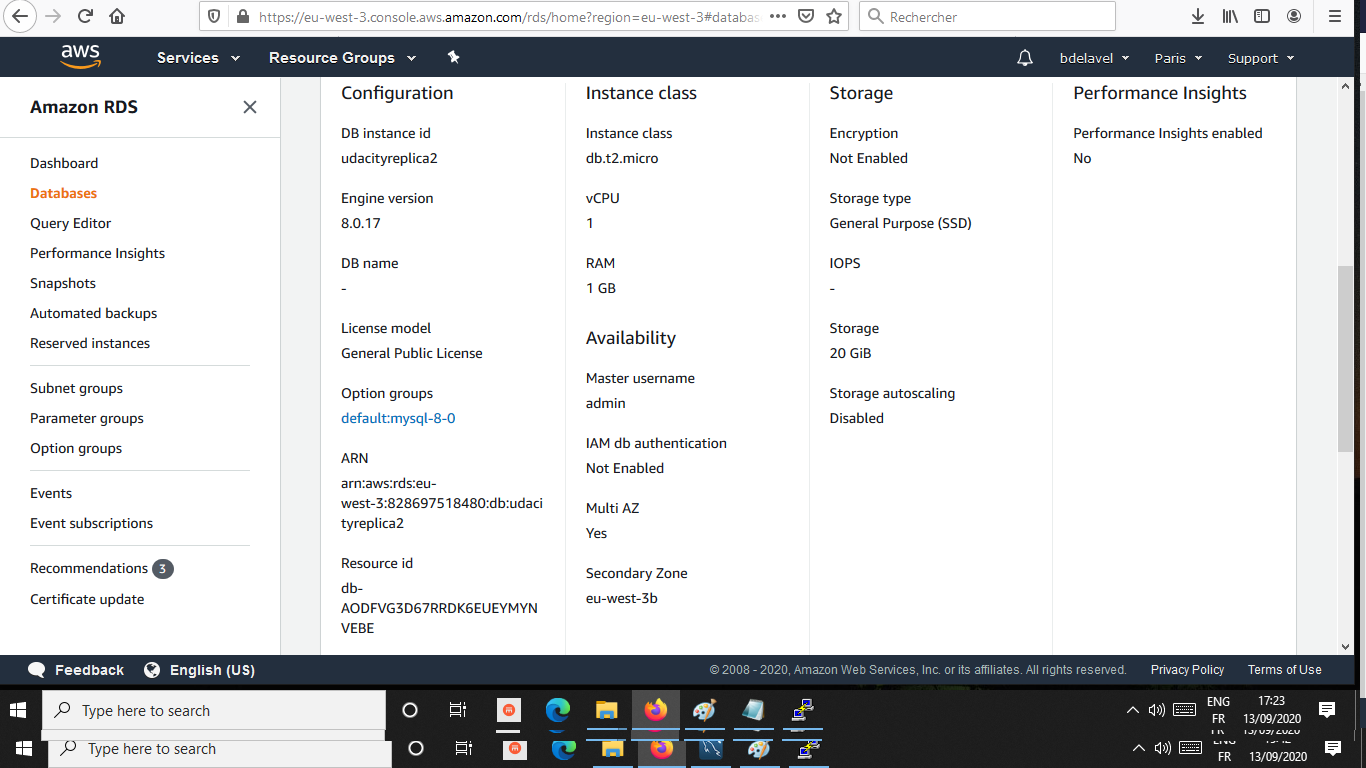 https://eu-west-3.console.aws.amazon.com/rds/home?region=eu-west-3#databas
Rechercher
aws
Services
Resource Groups
bdelavel
Paris
Support
Amazon RDS
Dashboard
Databases
Query Editor
Performance Insights
Snapshots
Automated backups
Reserved instances
Subnet groups
Parameter groups
Option groups
Events
Event subscriptions
Recommendations 3
Certificate update
Configuration
DB instance id
udacityreplica2
Engine version
8.0.17
DB name
-
License model
General Public License
Option groups
default:mysql-8-0
ARN
arn:aws:rds:eu-
west-3:828697518480:db:udaci
tyreplica2
Resource id
db-
AODFVG3D67RRDK6EUEYMYN
VEBE
Instance class
Instance class
db.t2.micro
vCPU
1
RAM
1 GB
Availability
Master username
admin
IAM db authentication
Not Enabled
Multi AZ
Yes
Secondary Zone
eu-west-3b
Storage
Encryption
Not Enabled
Storage type
General Purpose (SSD)
IOPS
-
Storage
20 GiB
Storage autoscaling
Disabled
Performance Insights
Performance Insights enabled
No
Feedback
English (US)
© 2008 - 2020, Amazon Web Services, Inc. or its affiliates. All rights reserved.
Privacy Policy
Terms of Use
Type here to search
ENG
FR
17:23
13/09/2020
Type here to search
FR
13/09/2020